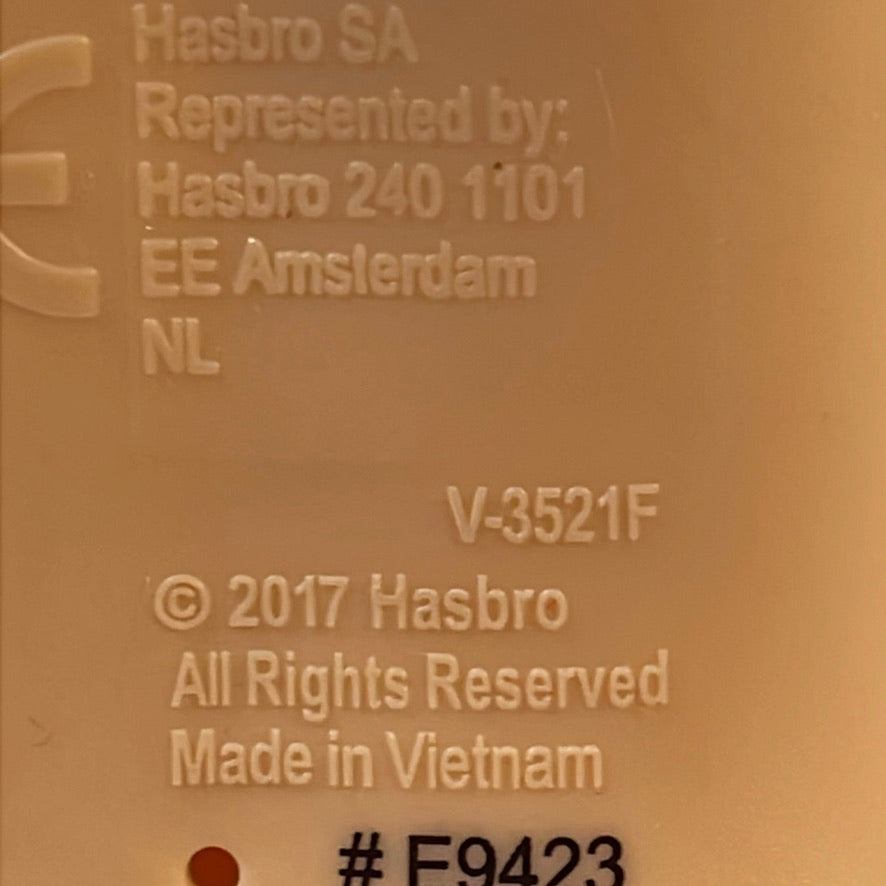 Hasbro SA
Represented by:
Hasbro 240 1101
EE Amsterdam
NL
CE
V-3521F
© 2017 Hasbro
All Rights Reserved
Made in Vietnam
# E9423